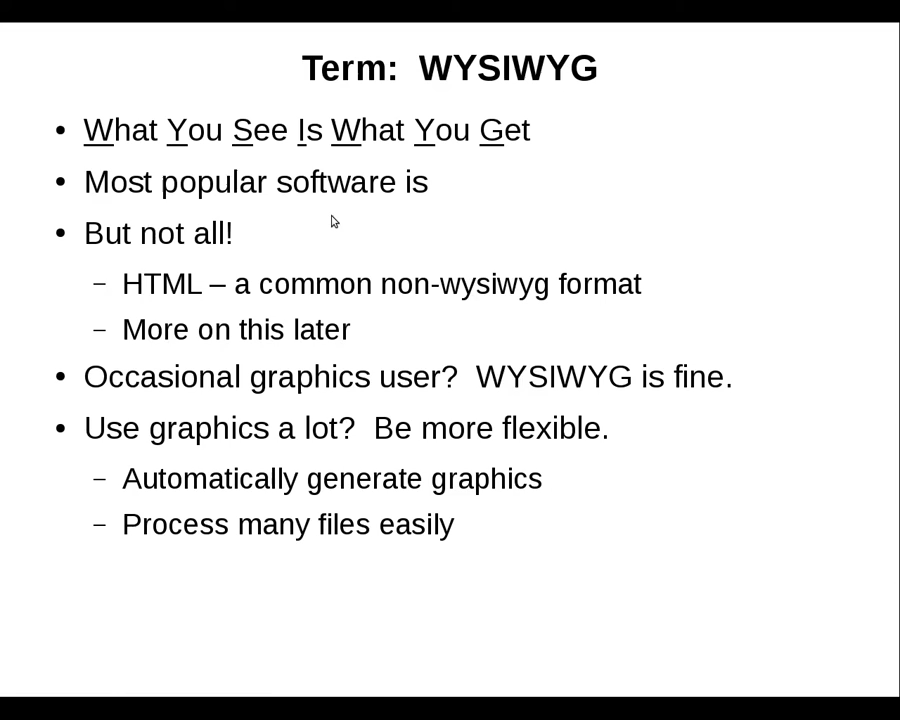 Term:  WYSIWYG
• What You See Is What You Get
• Most popular software is
• But not all!
– HTML – a common non-wysiwyg format
– More on this later
• Occasional graphics user?  WYSIWYG is fine.
• Use graphics a lot?  Be more flexible.
– Automatically generate graphics
– Process many files easily